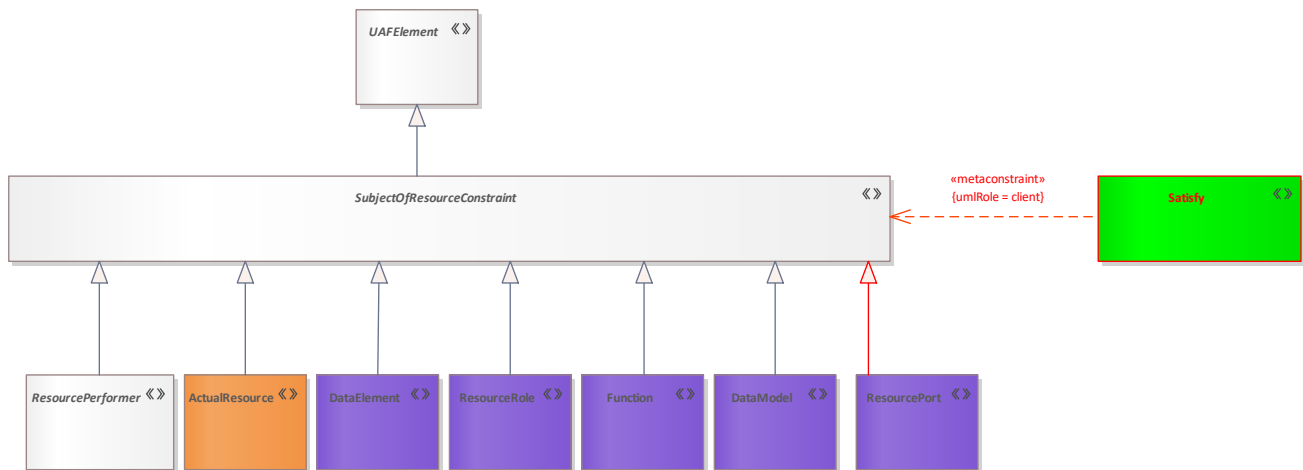 UAFElement «»
SubjectOfResourceConstraint «»
«metaconstraint»
{umlRole = client}
Satisfy «»
ResourcePerformer «»
ActualResource «»
DataElement «»
ResourceRole «»
Function «»
DataModel «»
ResourcePort «»